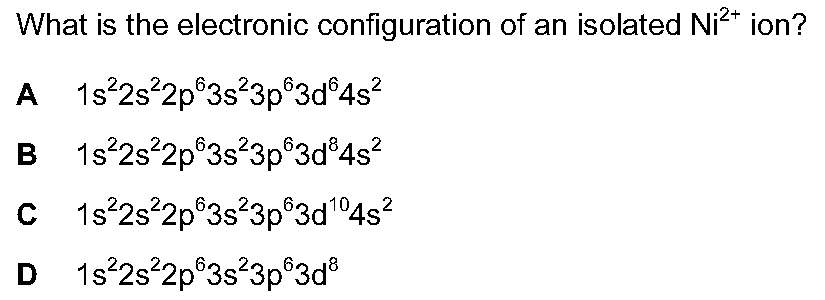 What is the electronic configuration of an isolated Ni²⁺ ion?
A 1s²2s²2p⁶3s²3p⁶3d⁶4s²
B 1s²2s²2p⁶3s²3p⁶3d⁸4s²
C 1s²2s²2p⁶3s²3p⁶3d¹⁰4s²
D 1s²2s²2p⁶3s²3p⁶3d⁸